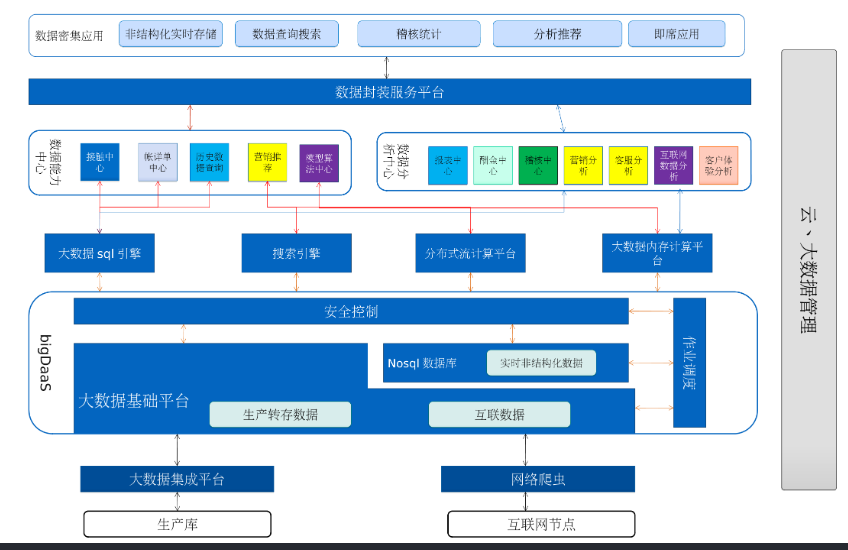 数据密集应用
非结构化实时存储
数据查询搜索
稽核统计
分析推荐
即席应用
数据封装服务平台
数据能力
中心
接触中
心
帐详单
中心
历史数
据查询
营销推
荐
模型算
法中心
数据分
析中心
报表中
心
酬金中
心
稽核中
心
营销分
析
客服分
析
互联网
数据分
析
客户体
验分析
大数据 sql 引擎
搜索引擎
分布式流计算平台
大数据内存计算平
台
bigDaaS
安全控制
Nosql 数据库
实时非结构化数据
作业调度
大数据基础平台
生产转存数据
互联数据
大数据集成平台
网络爬虫
生产库
互联网节点
云、大数据管理